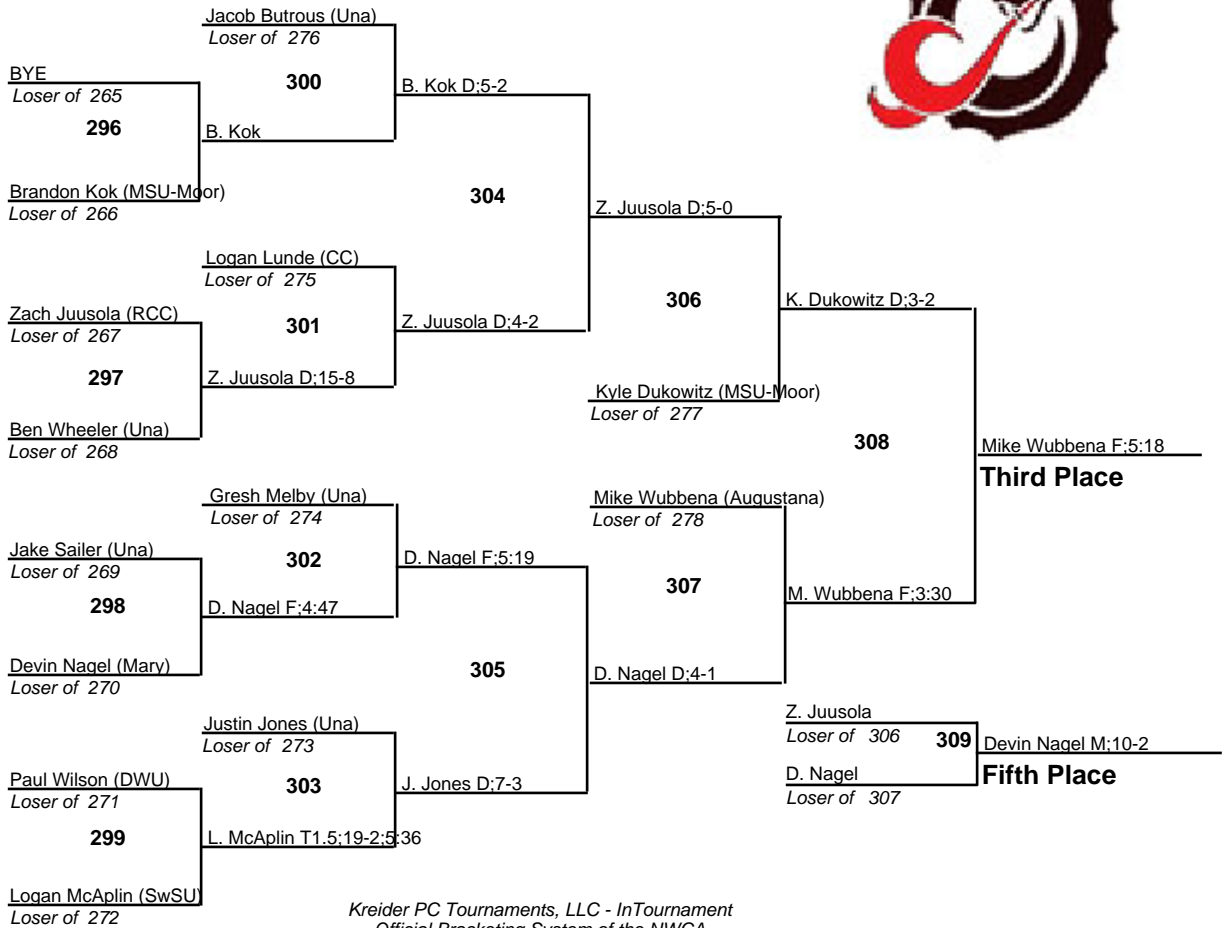 Jacob Butrous (Una)
Loser of 276
300
BYE
Loser of 265
296
B. Kok D;5-2
B. Kok
Brandon Kok (MSU-Moor)
Loser of 266
304
Z. Juusola D;5-0
Logan Lunde (CC)
Loser of 275
301
Zach Juusola (RCC)
Loser of 267
297
Z. Juusola D;4-2
Z. Juusola D;15-8
Ben Wheeler (Una)
Loser of 268
306
K. Dukowitz D;3-2
Kyle Dukowitz (MSU-Moor)
Loser of 277
308
Mike Wubbena F;5:18
Third Place
Gresh Melby (Una)
Loser of 274
302
Jake Sailer (Una)
Loser of 269
298
D. Nagel F;5:19
D. Nagel F;4:47
Devin Nagel (Mary)
Loser of 270
305
Mike Wubbena (Augustana)
Loser of 278
307
M. Wubbena F;3:30
D. Nagel D;4-1
Justin Jones (Una)
Loser of 273
303
Paul Wilson (DWU)
Loser of 271
299
J. Jones D;7-3
L. McAplin T1.5;19-2;5:36
Logan McAplin (SwSU)
Loser of 272
Z. Juusola
Loser of 306
309
Devin Nagel M;10-2
Fifth Place
D. Nagel
Loser of 307
Kreider PC Tournaments, LLC - InTournament
Official Bracketing System of the NWCA